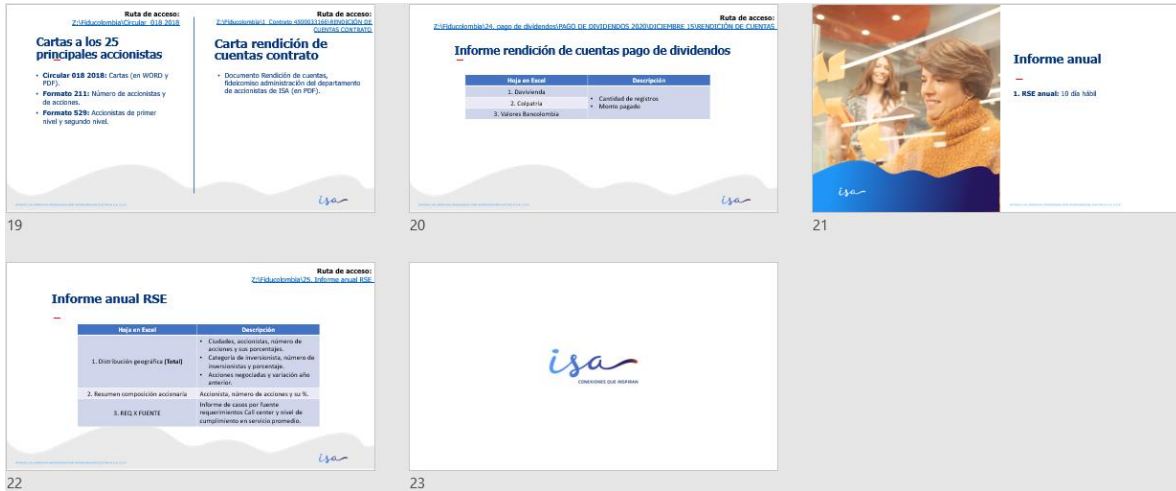 Ruta de acceso:
Z:\Fiducolombia\Circular 018 2018
Cartas a los 25
principales accionistas
• Circular 018 2018: Cartas (en WORD y
PDF).
• Formato 211: Número de accionistas y
de acciones.
• Formato 529: Accionistas de primer
nivel y segundo nivel.
Ruta de acceso:
Z:\Fiducolombia\1_Contrato 4500033166\RENDICIÓN DE
CUENTAS CONTRATO
Carta rendición de
cuentas contrato
• Documento Rendición de cuentas,
fideicomiso administración del departamento
de accionistas de ISA (en PDF).
isa
19
Ruta de acceso:
Z:\Fiducolombia\24. pago de dividendos\PAGO DE DIVIDENDOS 2020\DICIEMBRE 15\RENDICIÓN DE CUENTAS
Informe rendición de cuentas pago de dividendos
Hoja en Excel Descripción
1. Davivienda
2. Colpatria
3. Valores Bancolombia
• Cantidad de registros
• Monto pagado
isa
20
isa
Informe anual
1. RSE anual: 10 día hábil
21
Ruta de acceso:
Z:\Fiducolombia\25. Informe anual RSE
Informe anual RSE
Hoja en Excel Descripción
1. Distribución geográfica (Total)
• Ciudades, accionistas, número de
acciones y sus porcentajes.
• Categoría de inversionista, número de
inversionistas y porcentaje.
• Acciones negociadas y variación año
anterior.
2. Resumen composición accionaria Accionista, número de acciones y su %.
3. REQ X FUENTE
Informe de casos por fuente
requerimientos Call center y nivel de
cumplimiento en servicio promedio.
isa
22
isa
CONEXIONES QUE INSPIRAN
23